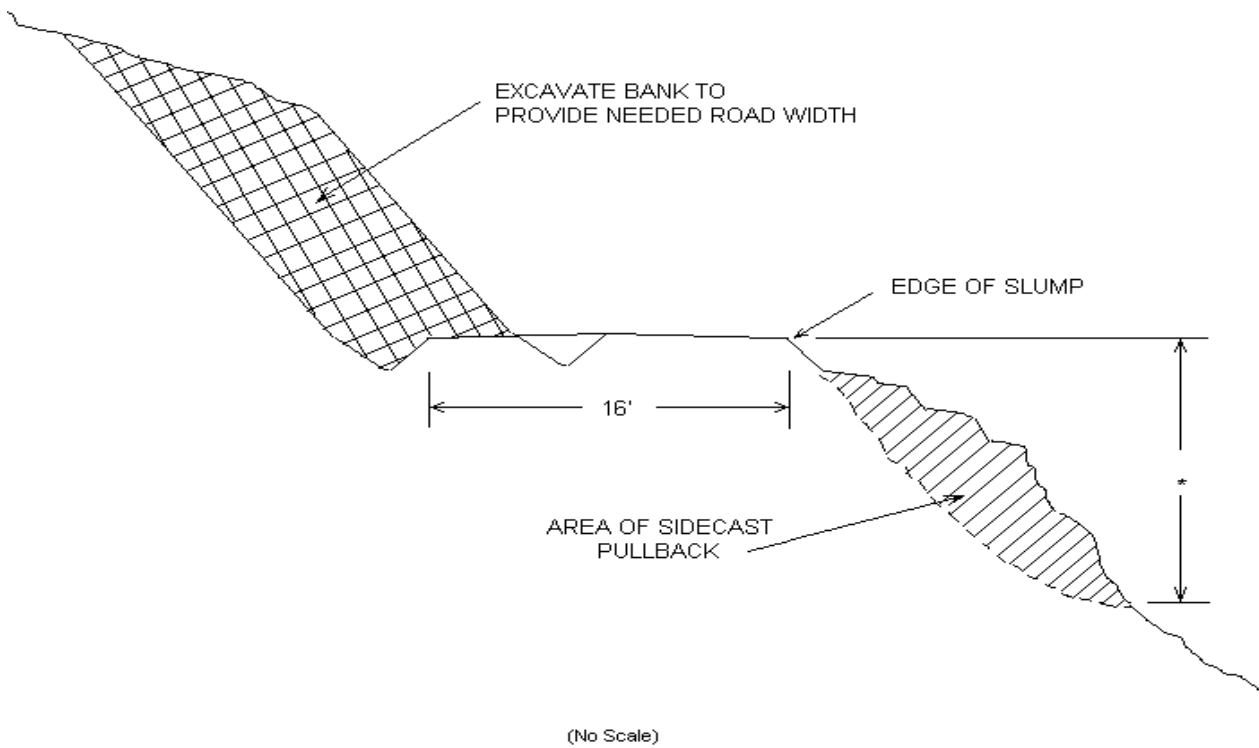 EXCAVATE BANK TO
PROVIDE NEEDED ROAD WIDTH
EDGE OF SLUMP
16'
*
AREA OF SIDECAST
PULLBACK
(No Scale)